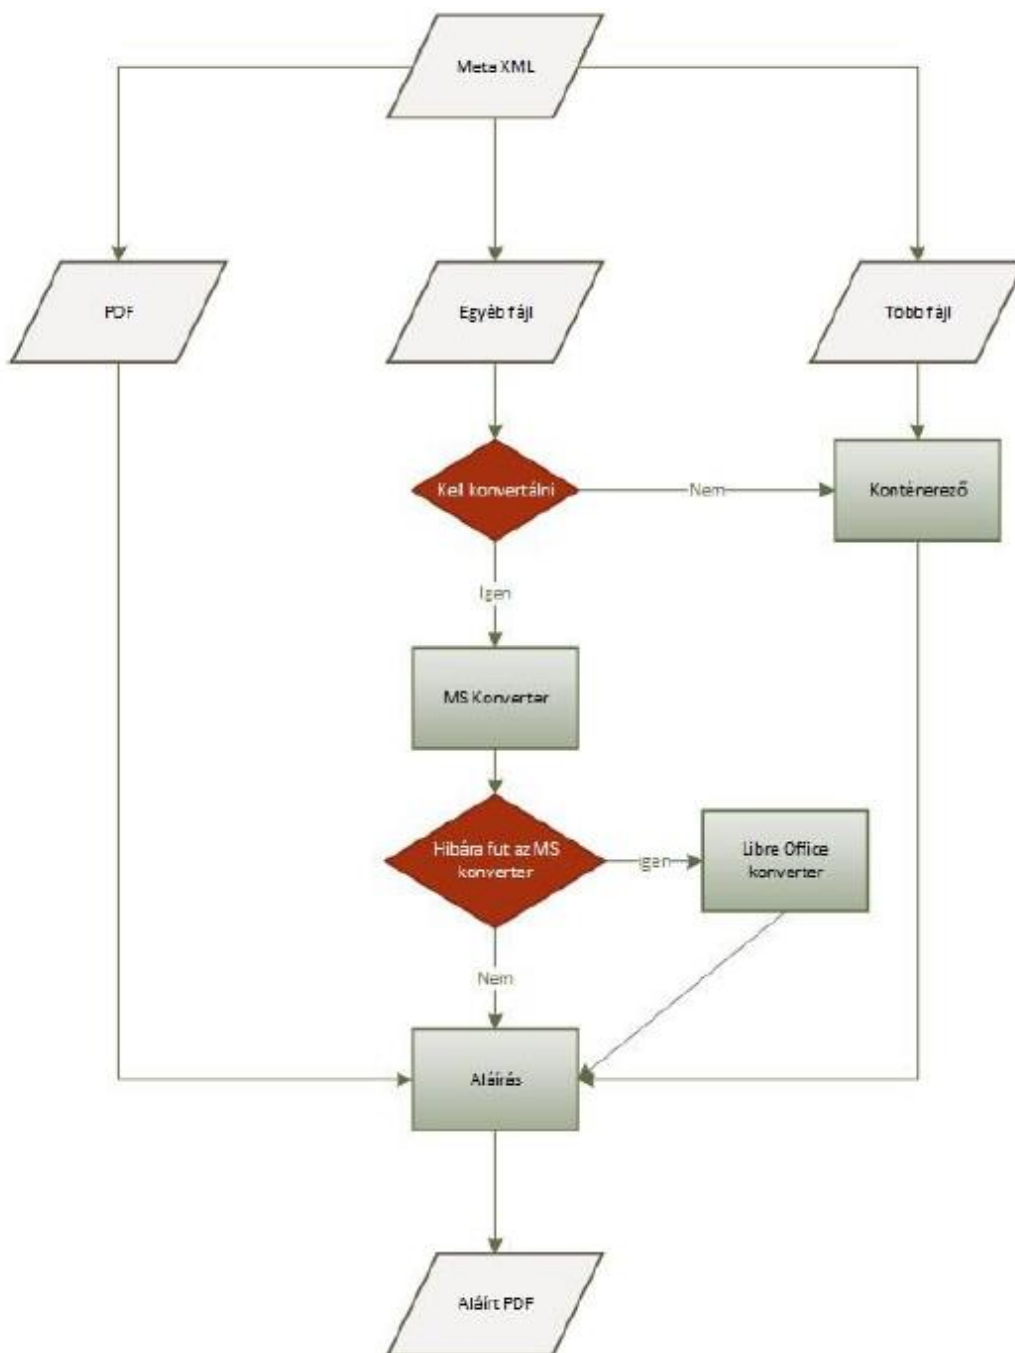 Meta XML
PDF
Egyéb fájl
Több fájl
Kell konvertálni
Nem
Konténerező
Igen
MS Konverter
Hibára fut az MS
konverter
Igen
Libre Office
konverter
Nem
Aláírás
Aláírt PDF